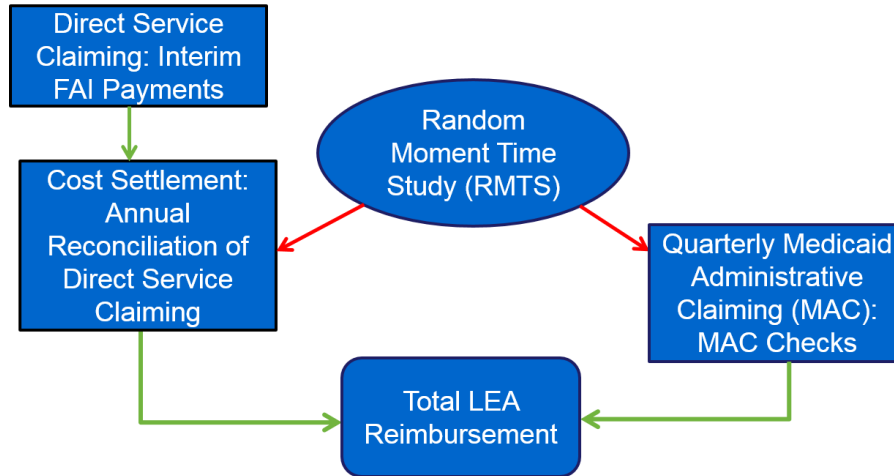 Direct Service
Claiming: Interim
FAI Payments
Random
Moment Time
Study (RMTS)
Cost Settlement:
Annual
Reconciliation of
Direct Service
Claiming
Quarterly Medicaid
Administrative
Claiming (MAC):
MAC Checks
Total LEA
Reimbursement